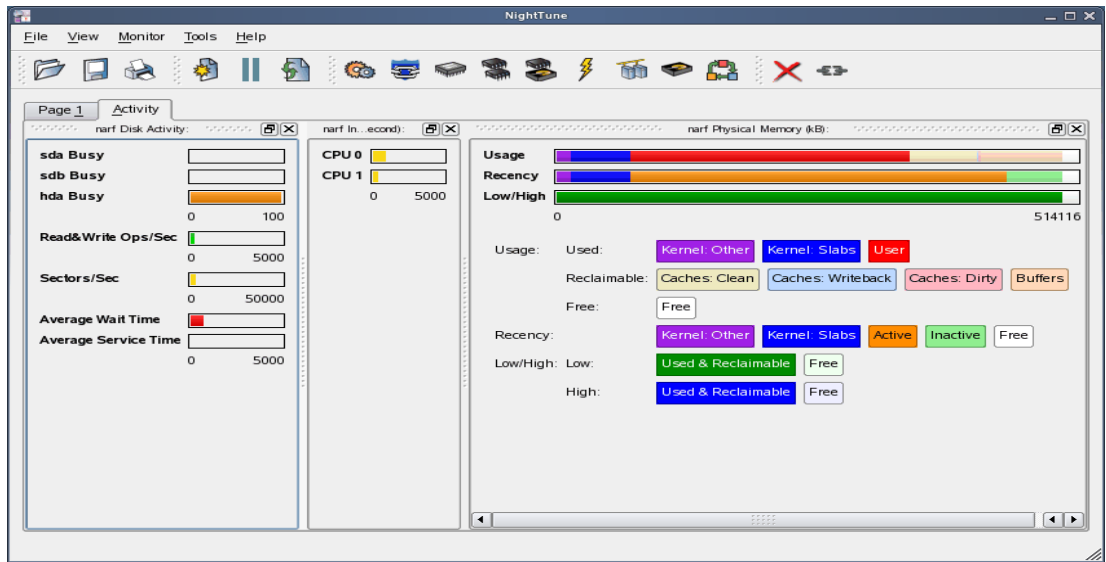 NightTune
File View Monitor Tools Help
Page 1 Activity
narf Disk Activity:
sda Busy
sdb Busy
hda Busy
0 100
Read&Write Ops/Sec
0 5000
Sectors/Sec
0 50000
Average Wait Time
Average Service Time
0 5000
narf In...econd):
CPU 0
CPU 1
0 5000
narf Physical Memory (kB):
Usage
Recency
Low/High
0 514116
Usage: Used: Kernel: Other Kernel: Slabs User
Reclaimable: Caches: Clean Caches: Writeback Caches: Dirty Buffers
Free: Free
Recency: Kernel: Other Kernel: Slabs Active Inactive Free
Low/High: Low: Used & Reclaimable Free
High: Used & Reclaimable Free